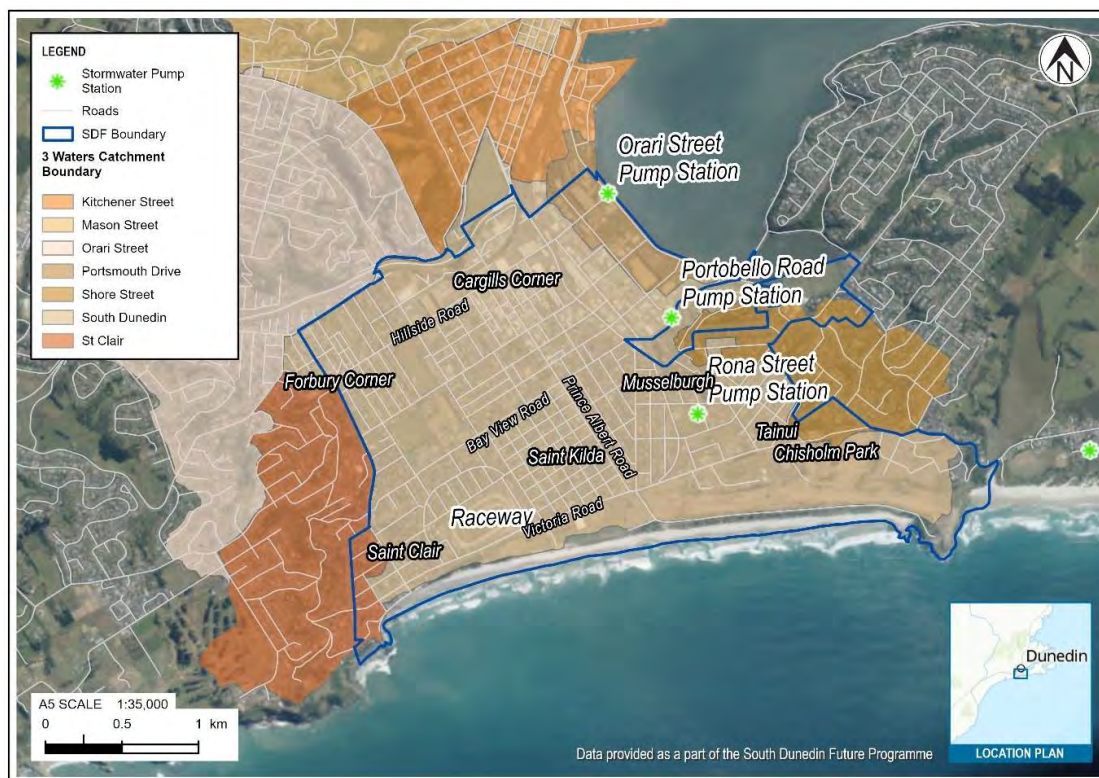 LEGEND
Stormwater Pump
Station
Roads
SDF Boundary
3 Waters Catchment
Boundary
Kitchener Street
Mason Street
Orari Street
Portsmouth Drive
Shore Street
South Dunedin
St Clair
N
Orari Street
Pump Station
Portobello Road
Pump Station
Cargills Corner
Hillside Road
Forbury Corner
Musselburgh
Rona Street
Pump Station
Prince Albert Road
Bay View Road
Tainui
Chisholm Park
Saint Kilda
Raceway
Victoria Road
Saint Clair
A5 SCALE 1:35,000
0 0.5 1 km
Data provided as a part of the South Dunedin Future Programme
Dunedin
LOCATION PLAN